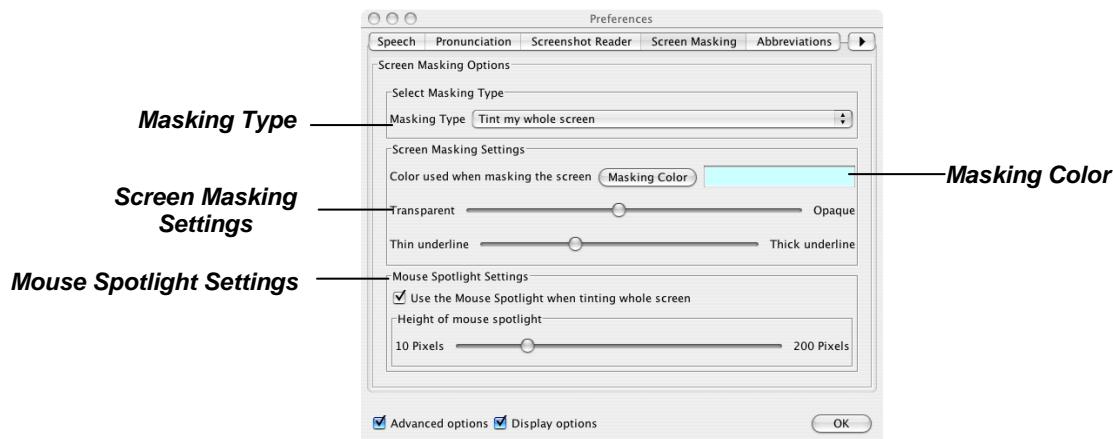 Preferences
Speech Pronunciation Screenshot Reader Screen Masking Abbreviations
Screen Masking Options
Select Masking Type
Masking Type
Masking Type Tint my whole screen
Screen Masking Settings
Color used when masking the screen Masking Color
Masking Color
Screen Masking
Settings
Transparent Opaque
Thin underline Thick underline
Mouse Spotlight Settings
Mouse Spotlight Settings
Use the Mouse Spotlight when tinting whole screen
Height of mouse spotlight
10 Pixels 200 Pixels
Advanced options Display options OK